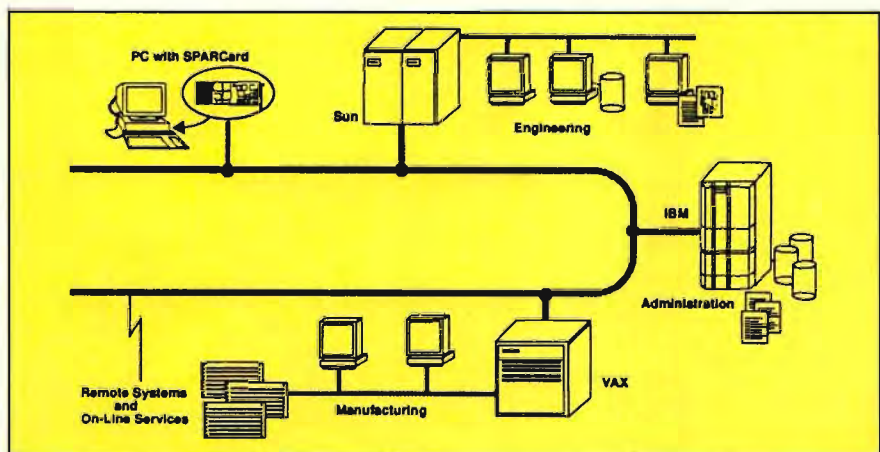 PC with SPARCard
Sun
Engineering
IBM
Administration
VAX
Manufacturing
Remote Systems
and
On-Line Services